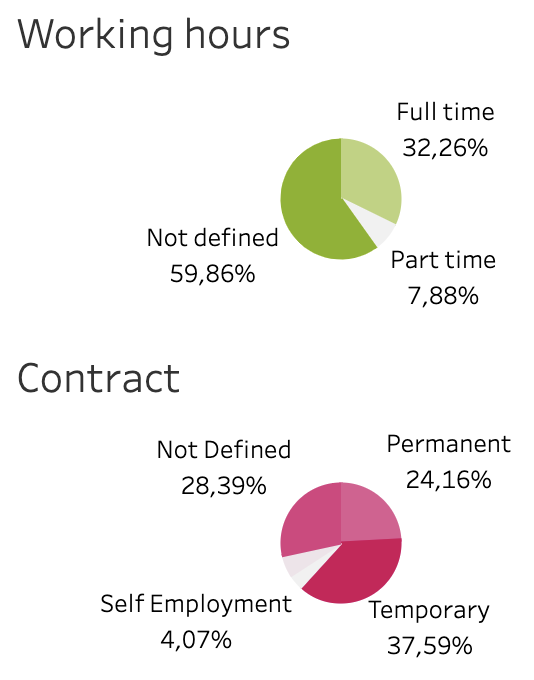 Working hours
Full time
32,26%
Not defined
59,86%
Part time
7,88%
Contract
Not Defined
28,39%
Permanent
24,16%
Self Employment
4,07%
Temporary
37,59%